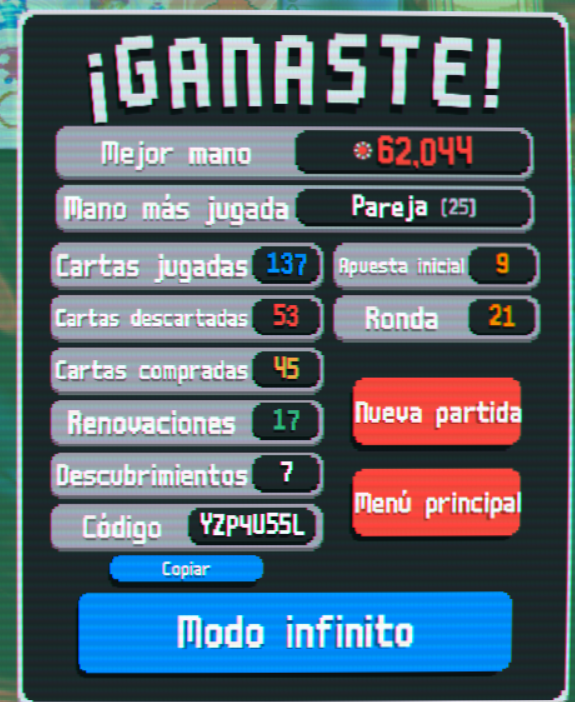 ¡GANASTE!
Mejor mano 62,044
Mano más jugada Pareja (25)
Cartas jugadas 137
Apuesta inicial 9
Cartas descartadas 53
Ronda 21
Cartas compradas 45
Renovaciones 17
Nueva partida
Descubrimientos 7
Menú principal
Código YZP4U55L
Copiar
Modo infinito